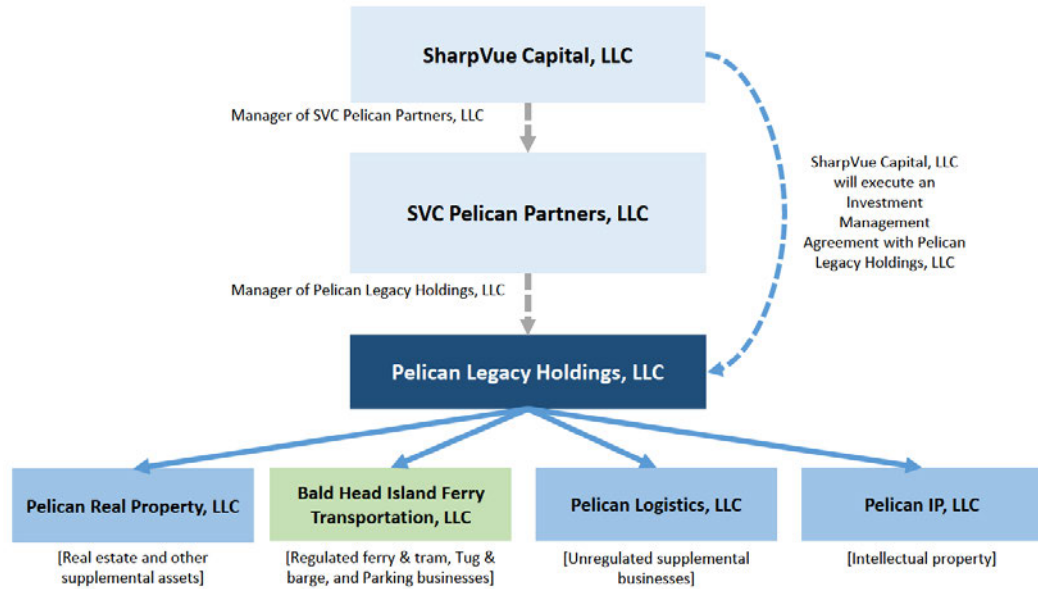 SharpVue Capital, LLC
Manager of SVC Pelican Partners, LLC
SharpVue Capital, LLC
will execute an
Investment
Management
Agreement with Pelican
Legacy Holdings, LLC
SVC Pelican Partners, LLC
Manager of Pelican Legacy Holdings, LLC
Pelican Legacy Holdings, LLC
Pelican Real Property, LLC
[Real estate and other
supplemental assets]
Bald Head Island Ferry
Transportation, LLC
[Regulated ferry & tram, Tug &
barge, and Parking businesses]
Pelican Logistics, LLC
[Unregulated supplemental
businesses]
Pelican IP, LLC
[Intellectual property]